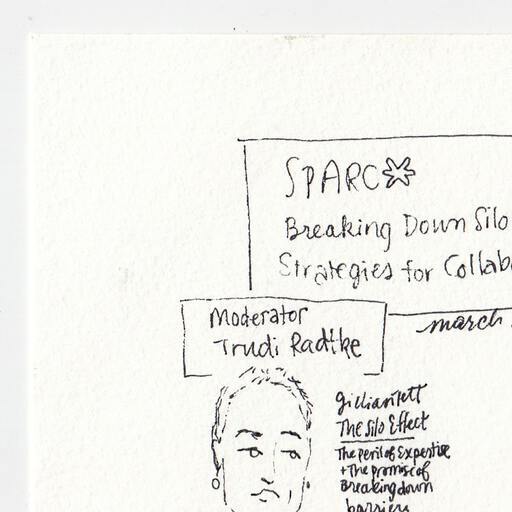 SPARC
Breaking Down Silo
Strategies for Collab
Moderator
Trudi Radtke
march
gillian tett
The Silo Effect
The peril of Expertise
+ The promise of
Breaking down
barriers